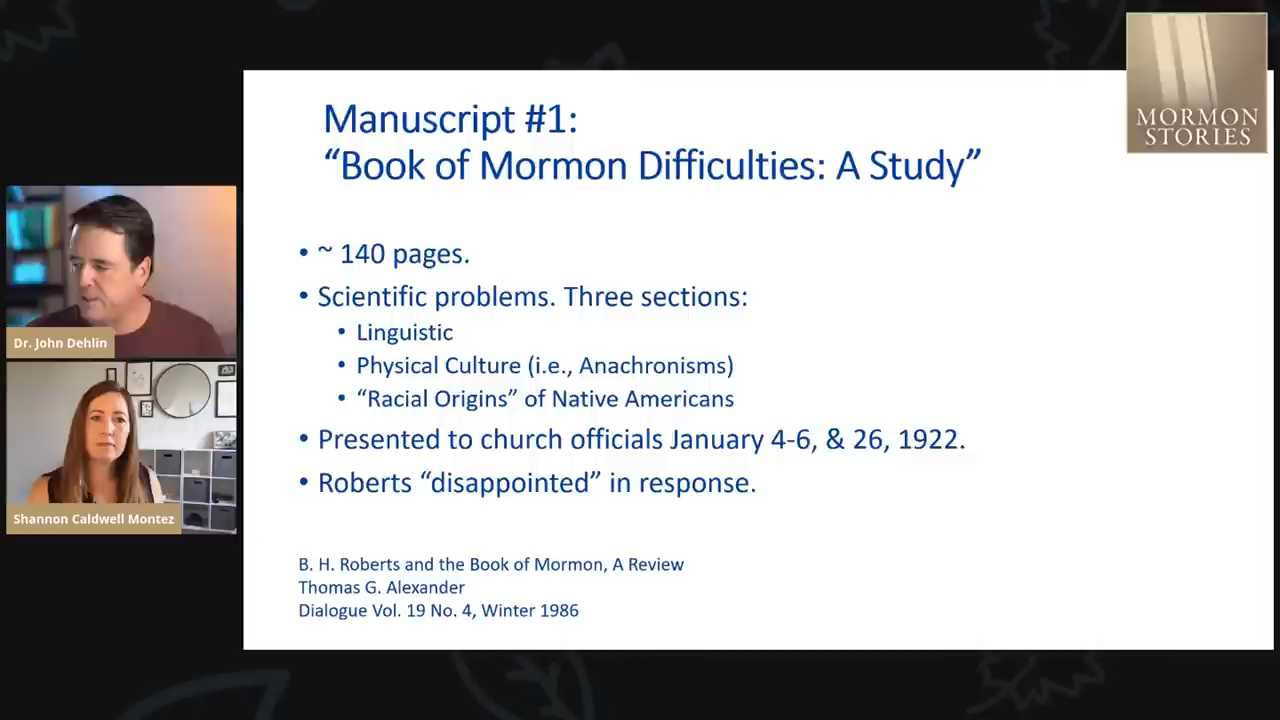 MORMON
STORIES
Manuscript #1:
“Book of Mormon Difficulties: A Study”
• ~ 140 pages.
• Scientific problems. Three sections:
• Linguistic
• Physical Culture (i.e., Anachronisms)
• “Racial Origins” of Native Americans
• Presented to church officials January 4-6, & 26, 1922.
• Roberts “disappointed” in response.
B. H. Roberts and the Book of Mormon, A Review
Thomas G. Alexander
Dialogue Vol. 19 No. 4, Winter 1986
Dr. John Dehlin
Shannon Caldwell Montez